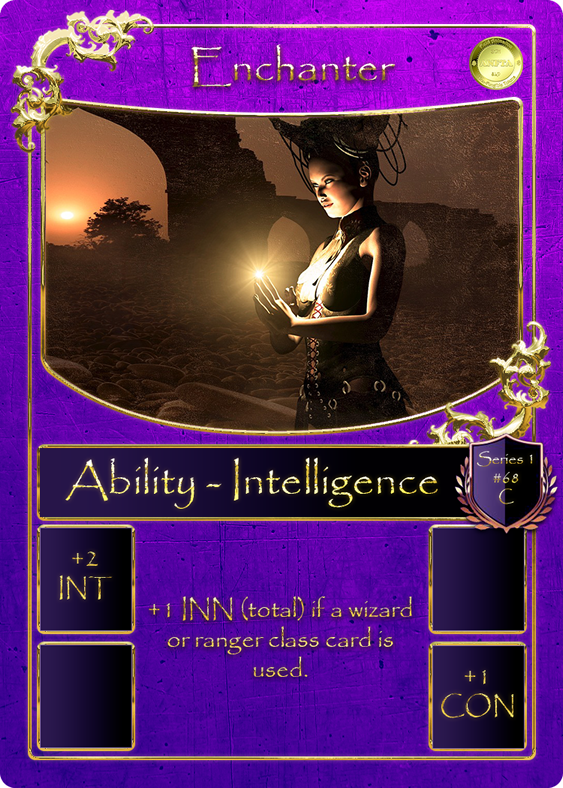 Enchanter
Ability - Intelligence
Series 1
#68
C
+2
INT
+1 INN (total) if a wizard
or ranger class card is
used.
+1
CON